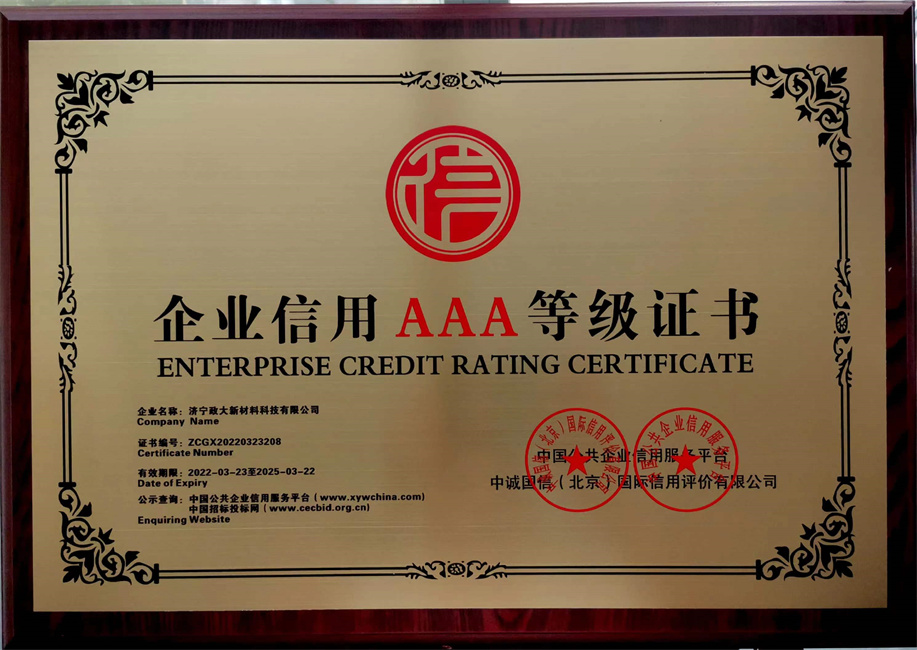 信
企业信用AAA等级证书
ENTERPRISE CREDIT RATING CERTIFICATE
企业名称：济宁政大新材料科技有限公司
Company Name
证书编号：ZCGX20220323208
Certificate Number
有效期限：2022-03-23至2025-03-22
Date of Expiry
公示查询：中国公共企业信用服务平台（www.xywchina.com）
中国招标投标网（www.cecbid.org.cn）
Enquiring Website
中国公共企业信用服务平台
中诚国信（北京）国际信用评价有限公司